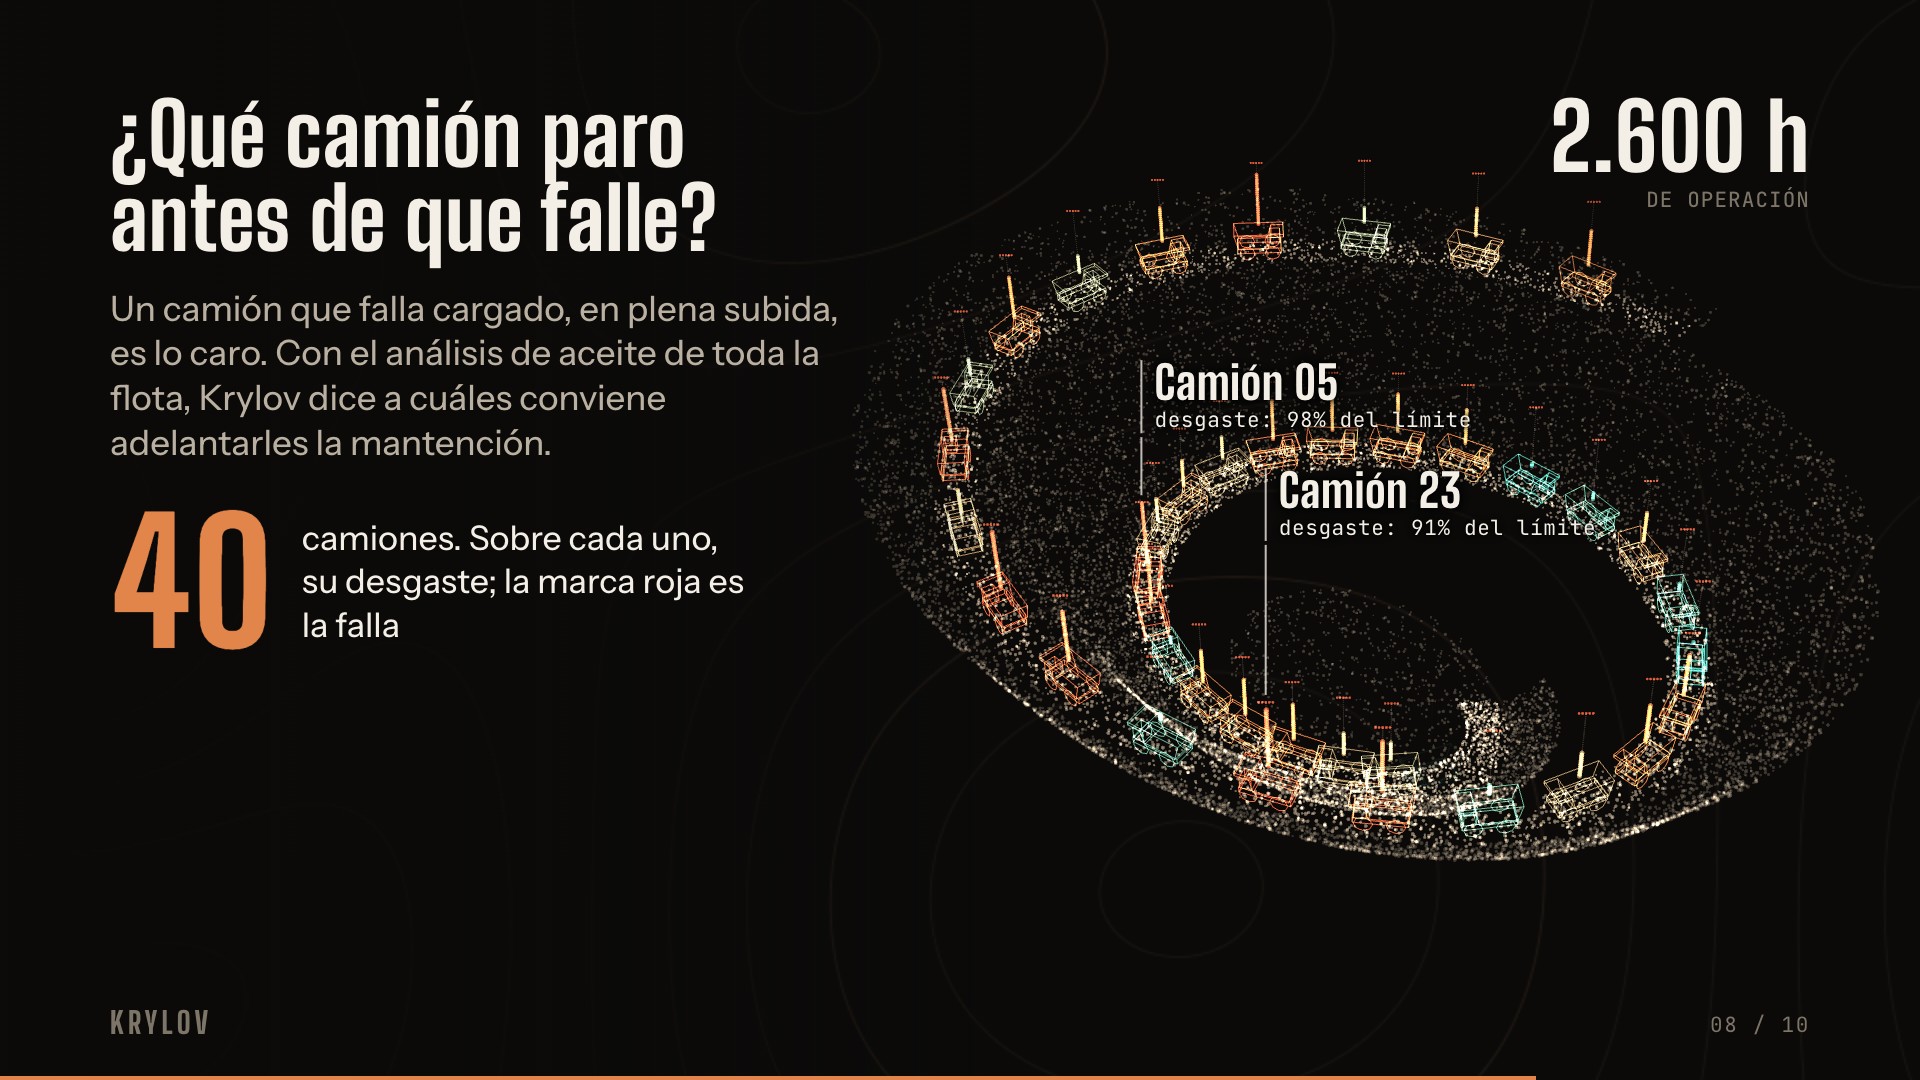 ¿Qué camión paro
antes de que falle?
Un camión que falla cargado, en plena subida,
es lo caro. Con el análisis de aceite de toda la
flota, Krylov dice a cuáles conviene
adelantarles la mantención.
40
camiones. Sobre cada uno,
su desgaste; la marca roja es
la falla
2.600 h
DE OPERACIÓN
Camión 05
desgaste: 98% del límite
Camión 23
desgaste: 91% del límite
KRYLOV
08 / 10